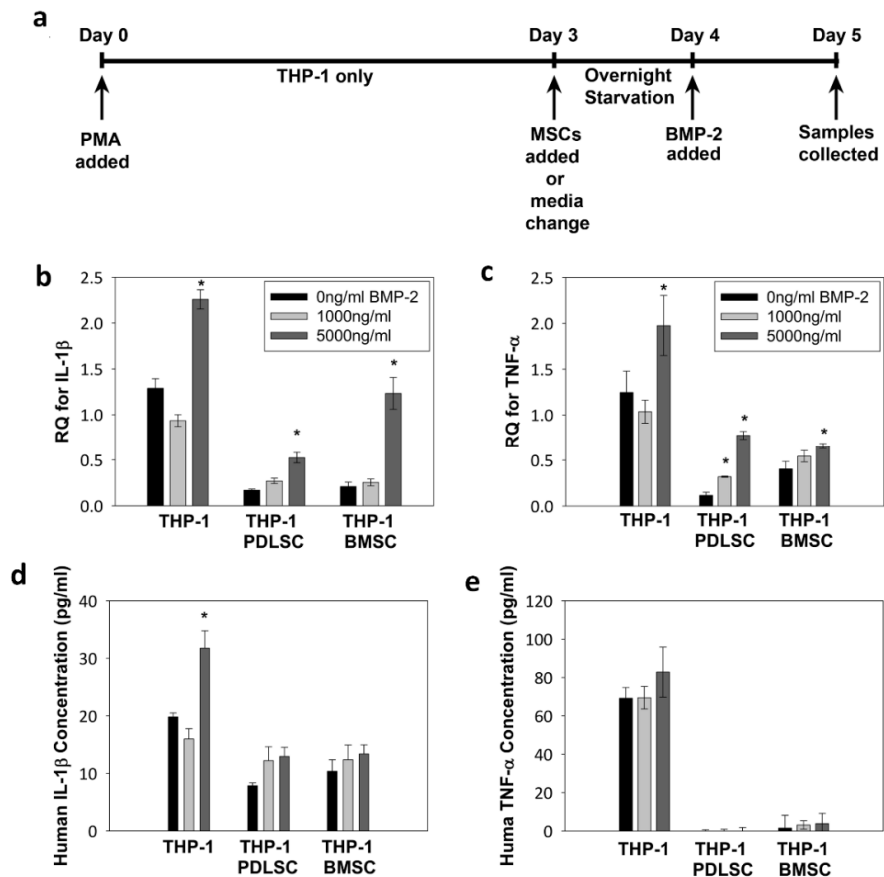 a
Day 0 Day 3 Day 4 Day 5
THP-1 only
Overnight
Starvation
PMA
added
MSCs
added
or
media
change
BMP-2
added
Samples
collected
b
RQ for IL-1β
2.5
2.0
1.5
1.0
0.5
0.0
0ng/ml BMP-2
1000ng/ml
5000ng/ml
*
*
*
THP-1
THP-1
PDLSC
THP-1
BMSC
c
RQ for TNF-α
2.5
2.0
1.5
1.0
0.5
0.0
0ng/ml BMP-2
1000ng/ml
5000ng/ml
*
*
*
*
THP-1
THP-1
PDLSC
THP-1
BMSC
d
Human IL-1β Concentration (pg/ml)
40
30
20
10
0
*
THP-1
THP-1
PDLSC
THP-1
BMSC
e
Huma TNF-α Concentration (pg/ml)
120
100
80
60
40
20
0
THP-1
THP-1
PDLSC
THP-1
BMSC